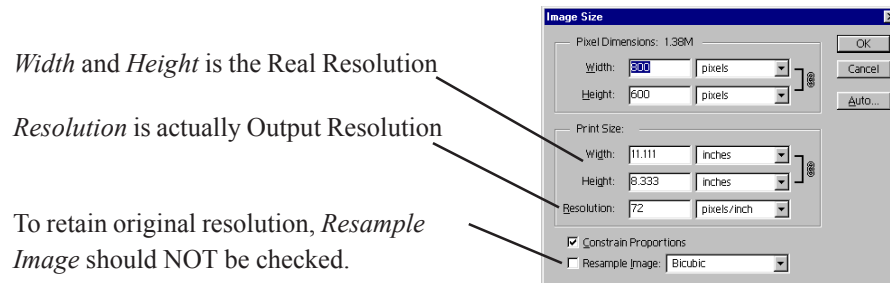 Width and Height is the Real Resolution
Resolution is actually Output Resolution
To retain original resolution, Resample
Image should NOT be checked.
Image Size
Pixel Dimensions: 1.38M
Width: 800 pixels
Height: 600 pixels
OK
Cancel
Auto...
Print Size:
Width: 11.111 inches
Height: 8.333 inches
Resolution: 72 pixels/inch
Constrain Proportions
Resample Image: Bicubic